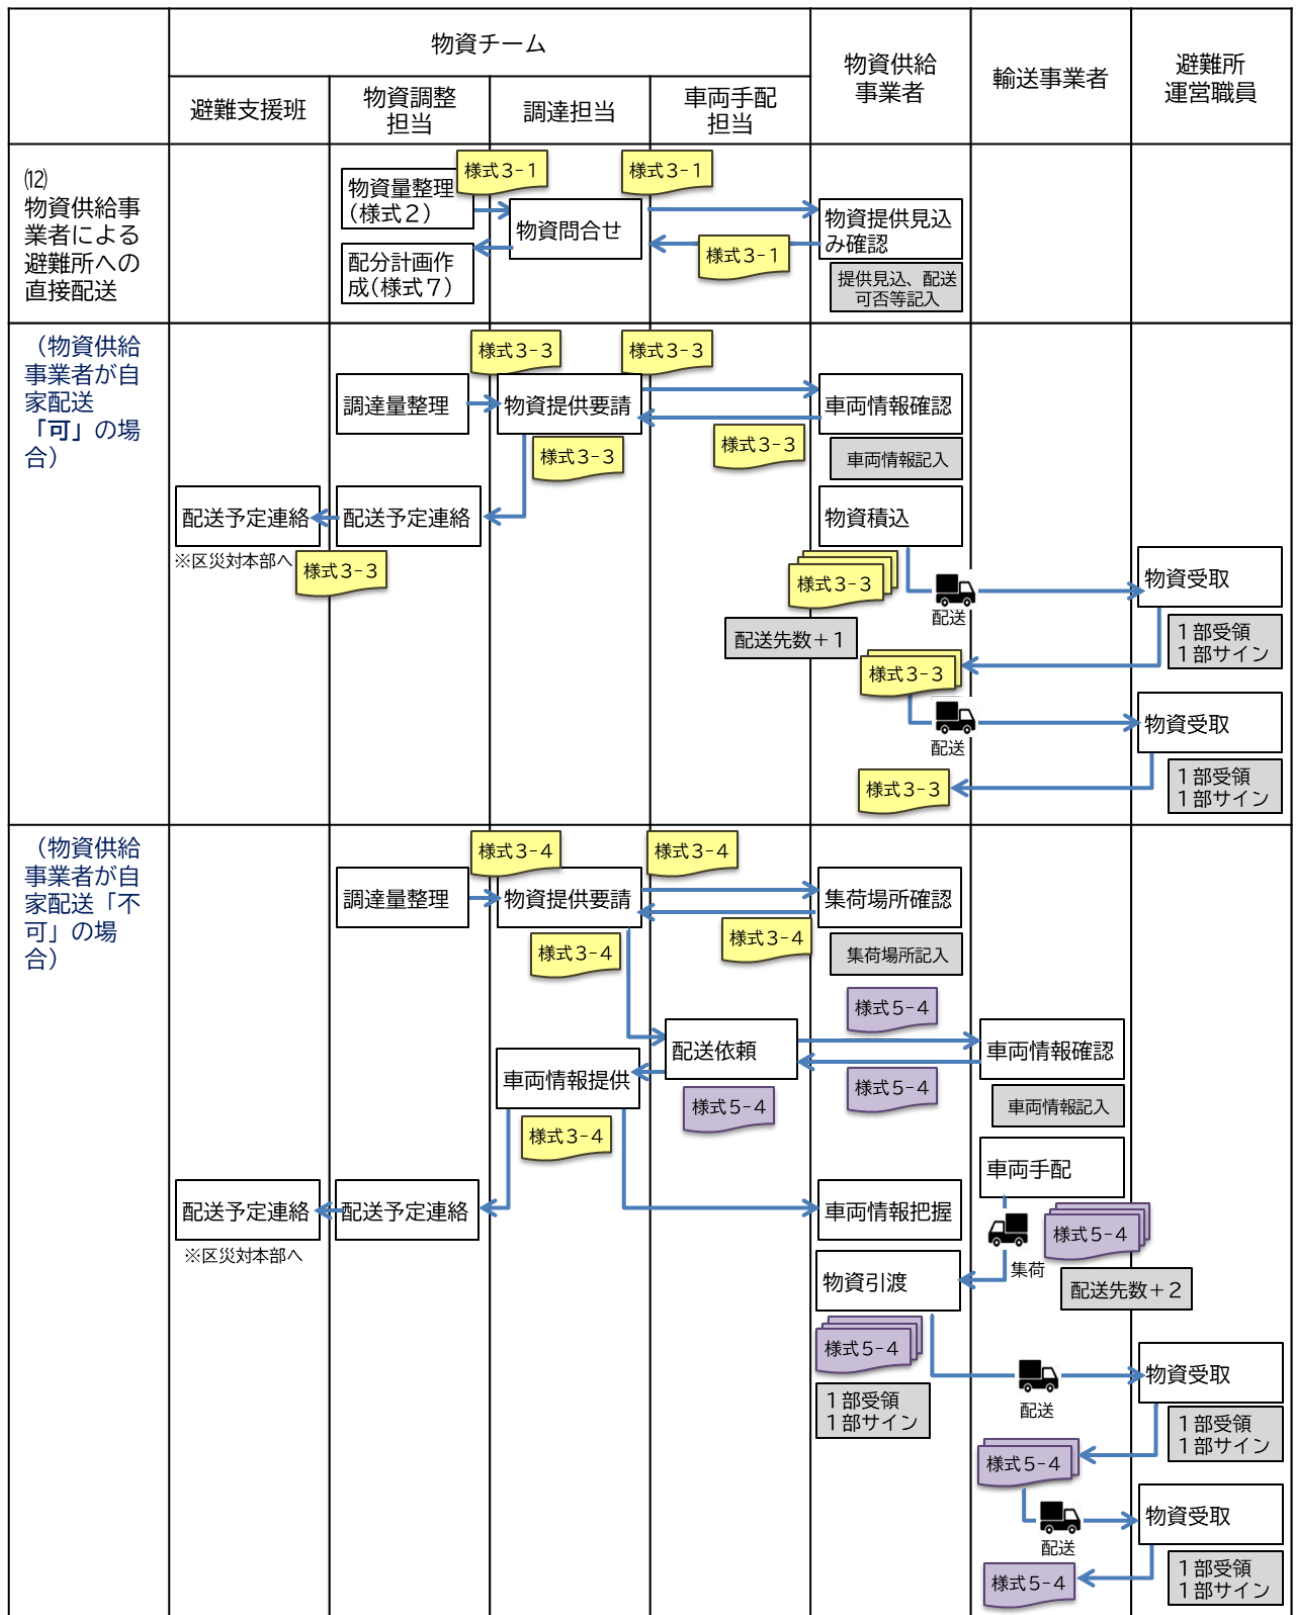 物資チーム
物資供給
事業者
輸送事業者
避難所
運営職員
避難支援班
物資調整
担当
調達担当
車両手配
担当
⑿
物資供給事
業者による
避難所への
直接配送
様式3-1
様式3-1
物資量整理
(様式2)
物資問合せ
物資提供見込
み確認
様式3-1
配分計画作
成(様式7)
提供見込、配送
可否等記入
(物資供給
事業者が自
家配送
「可」の場
合)
様式3-3
様式3-3
調達量整理
物資提供要請
車両情報確認
様式3-3
様式3-3
車両情報記入
配送予定連絡
配送予定連絡
物資積込
※区災対本部へ
様式3-3
様式3-3
配送
物資受取
配送先数+1
1部受領
1部サイン
様式3-3
配送
物資受取
様式3-3
1部受領
1部サイン
(物資供給
事業者が自
家配送「不
可」の場
合)
様式3-4
様式3-4
調達量整理
物資提供要請
集荷場所確認
様式3-4
様式3-4
集荷場所記入
様式5-4
配送依頼
車両情報確認
車両情報提供
様式5-4
様式5-4
車両情報記入
様式3-4
車両手配
配送予定連絡
配送予定連絡
車両情報把握
様式5-4
※区災対本部へ
集荷
物資引渡
配送先数+2
様式5-4
配送
物資受取
1部受領
1部サイン
1部受領
1部サイン
様式5-4
配送
物資受取
様式5-4
1部受領
1部サイン